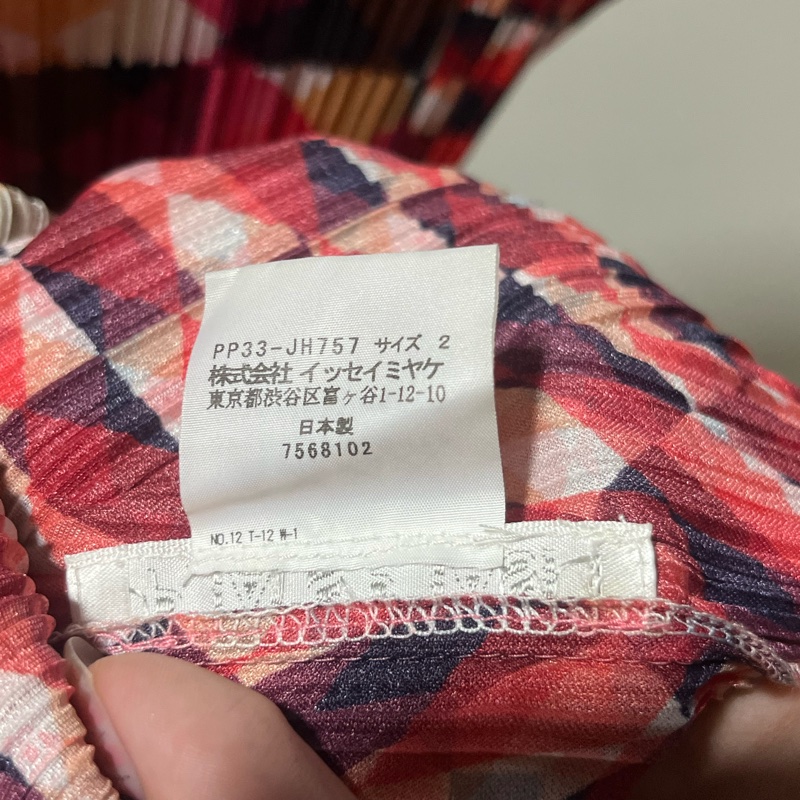 PP33-JH757 サイズ 2
株式会社 イッセイミヤケ
東京都渋谷区富ヶ谷1-12-10
日本製
7568102
NO.12 T-12 W-1